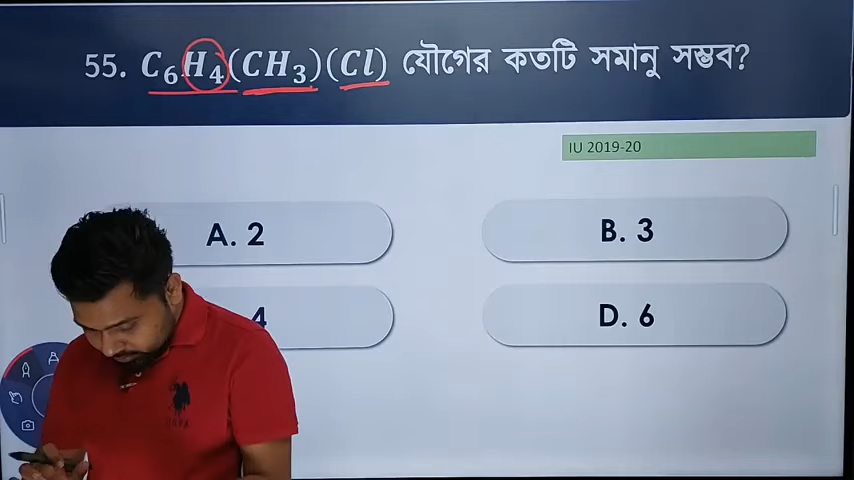 55. C₆H₄(CH₃)(Cl) যৌগের কতটি সমানু সম্ভব?
IU 2019-20
A. 2
B. 3
4
D. 6